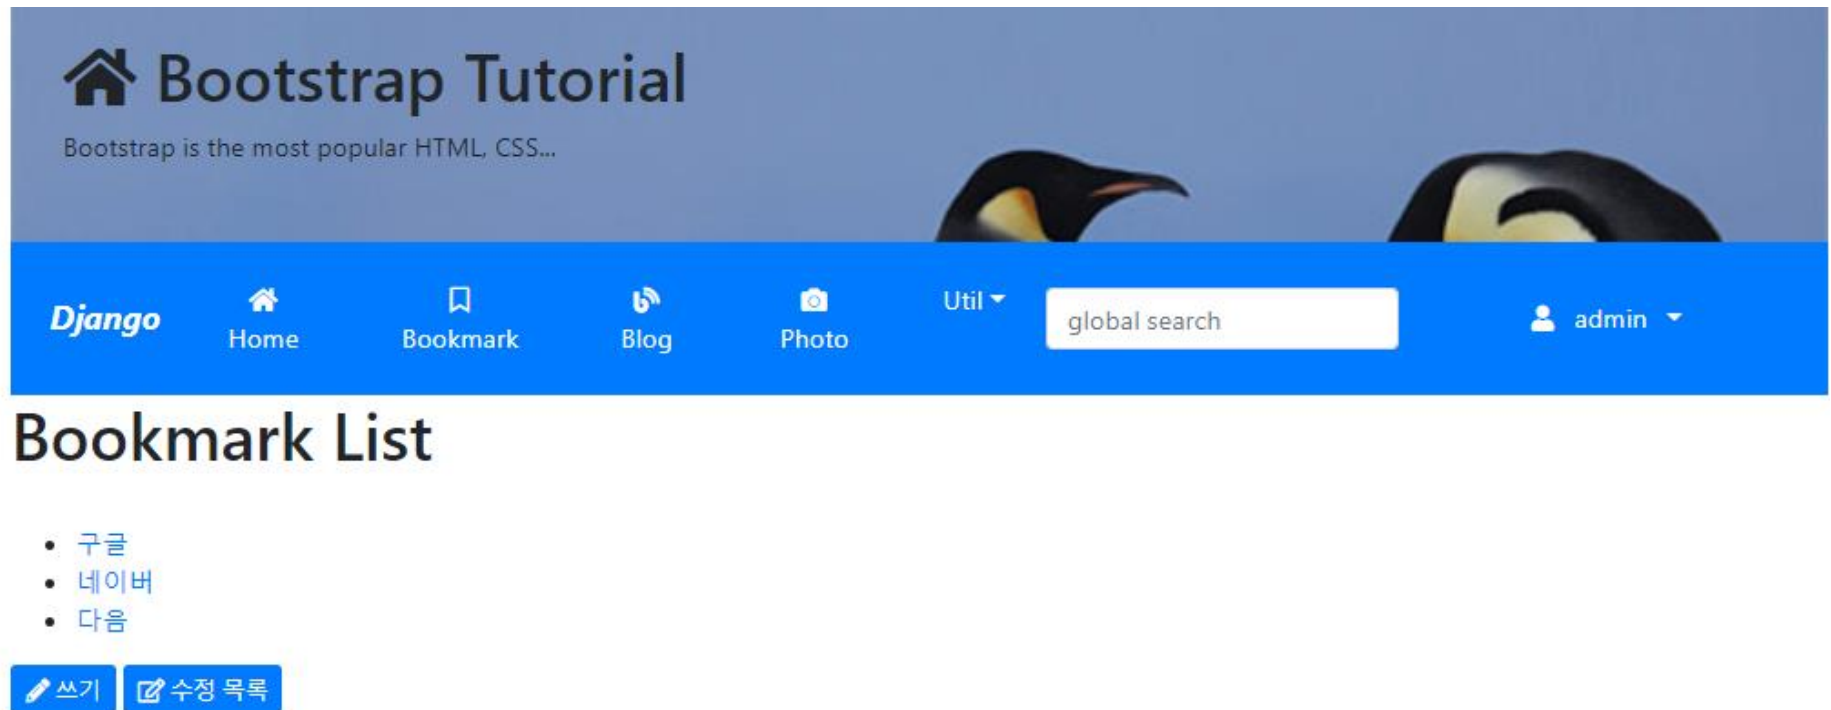 Bootstrap Tutorial
Bootstrap is the most popular HTML, CSS...
Django
Home
Bookmark
Blog
Photo
Util
global search
admin
Bookmark List
구글
네이버
다음
쓰기
수정 목록